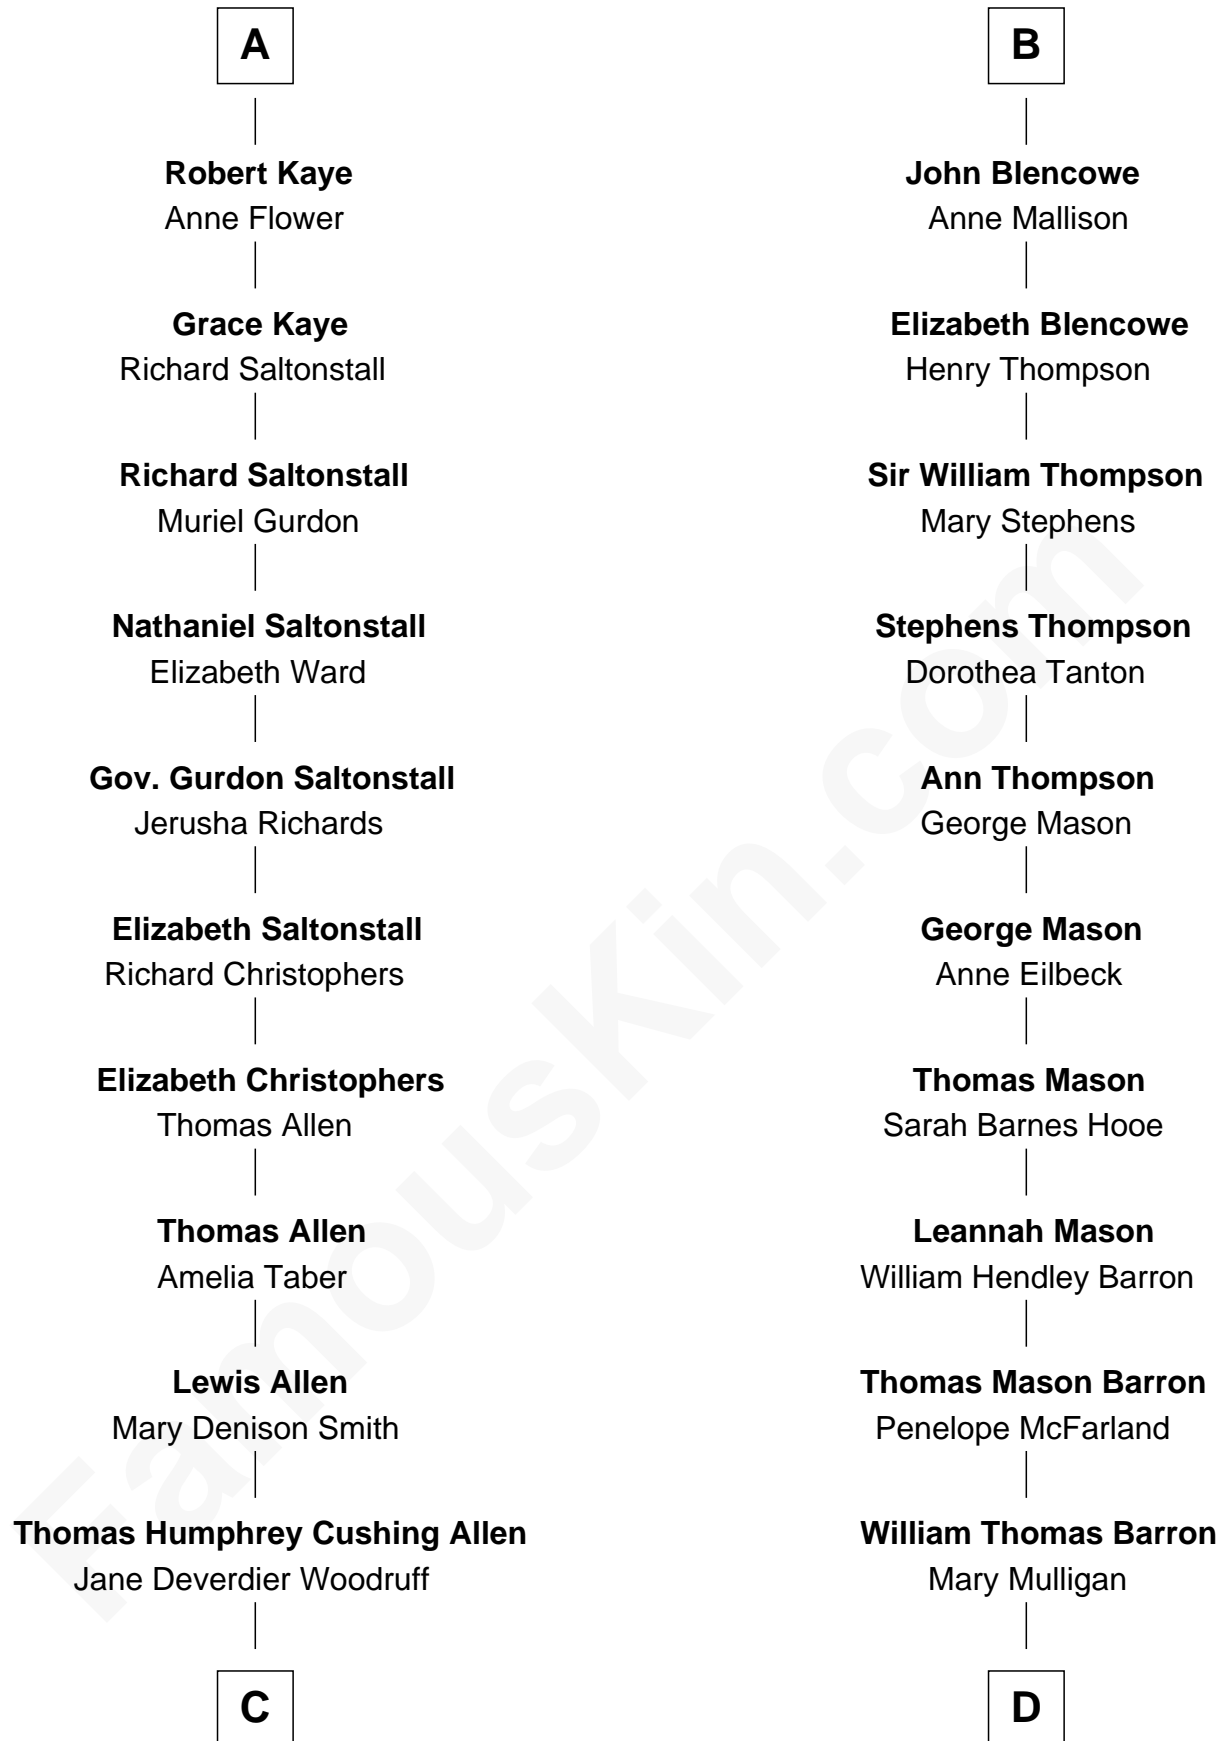 A
Robert Kaye
Anne Flower
Grace Kaye
Richard Saltonstall
Richard Saltonstall
Muriel Gurdon
Nathaniel Saltonstall
Elizabeth Ward
Gov. Gurdon Saltonstall
Jerusha Richards
Elizabeth Saltonstall
Richard Christophers
Elizabeth Christophers
Thomas Allen
Thomas Allen
Amelia Taber
Lewis Allen
Mary Denison Smith
Thomas Humphrey Cushing Allen
Jane Deverdier Woodruff
C
B
John Blencowe
Anne Mallison
Elizabeth Blencowe
Henry Thompson
Sir William Thompson
Mary Stephens
Stephens Thompson
Dorothea Tanton
Ann Thompson
George Mason
George Mason
Anne Eilbeck
Thomas Mason
Sarah Barnes Hooe
Leannah Mason
William Hendley Barron
Thomas Mason Barron
Penelope McFarland
William Thomas Barron
Mary Mulligan
D
FamousKin.com